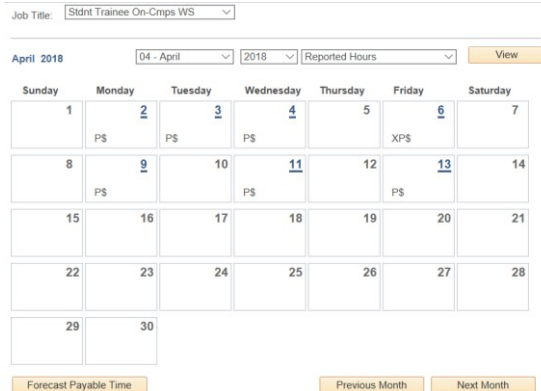 Job Title: Stdnt Trainee On-Cmps WS
April 2018 04 - April 2018 Reported Hours View
Sunday Monday Tuesday Wednesday Thursday Friday Saturday
1 2 3 4 5 6 7
P$ P$ P$ XP$
8 9 10 11 12 13 14
P$ P$ P$
15 16 17 18 19 20 21
22 23 24 25 26 27 28
29 30
Forecast Payable Time Previous Month Next Month